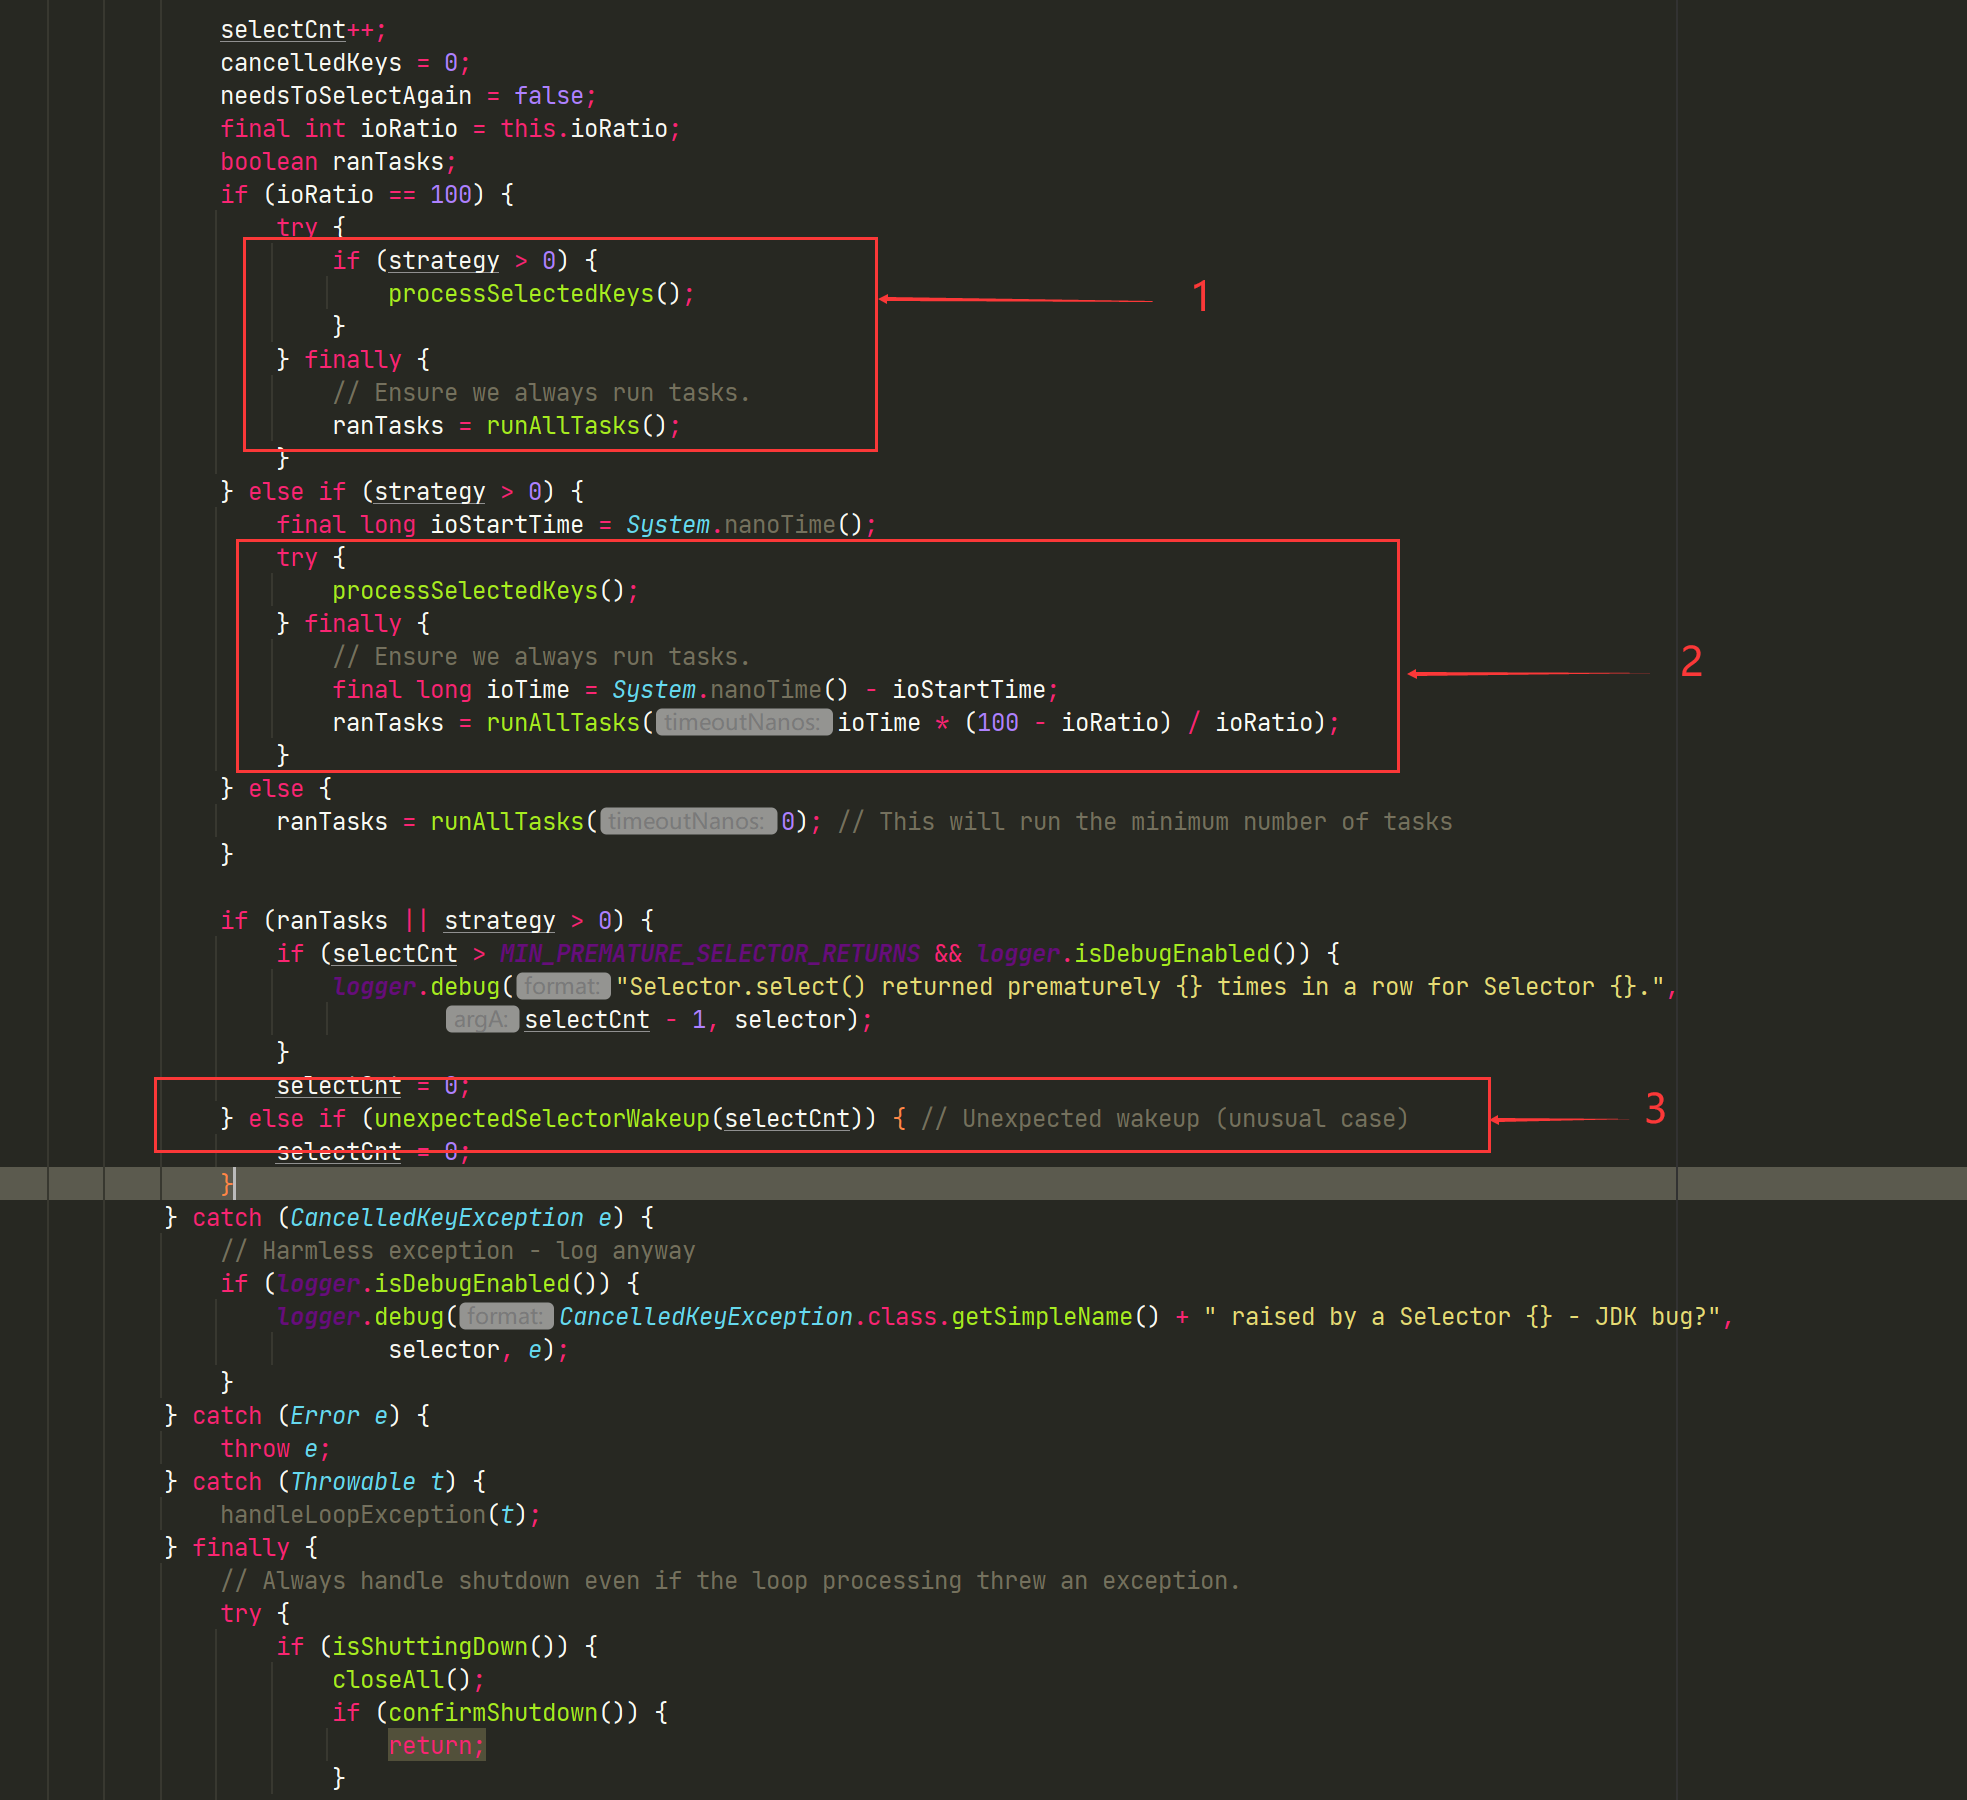 selectCnt++;
cancelledKeys = 0;
needsToSelectAgain = false;
final int ioRatio = this.ioRatio;
boolean ranTasks;
if (ioRatio == 100) {
try {
if (strategy > 0) {
processSelectedKeys();
1
}
} finally {
// Ensure we always run tasks.
ranTasks = runAllTasks();
}
} else if (strategy > 0) {
final long ioStartTime = System.nanoTime();
try {
processSelectedKeys();
} finally {
// Ensure we always run tasks.
2
final long ioTime = System.nanoTime() - ioStartTime;
ranTasks = runAllTasks( timeoutNanos: ioTime * (100 - ioRatio) / ioRatio);
}
} else {
ranTasks = runAllTasks( timeoutNanos: 0); // This will run the minimum number of tasks
}
if (ranTasks || strategy > 0) {
if (selectCnt > MIN_PREMATURE_SELECTOR_RETURNS && logger.isDebugEnabled()) {
logger.debug( format: "Selector.select() returned prematurely {} times in a row for Selector {}.",
argA: selectCnt - 1, selector);
}
selectCnt = 0;
} else if (unexpectedSelectorWakeup(selectCnt)) { // Unexpected wakeup (unusual case)
3
selectCnt = 0;
}
} catch (CancelledKeyException e) {
// Harmless exception - log anyway
if (logger.isDebugEnabled()) {
logger.debug( format: CancelledKeyException.class.getSimpleName() + " raised by a Selector {} - JDK bug?",
selector, e);
}
} catch (Error e) {
throw e;
} catch (Throwable t) {
handleLoopException(t);
} finally {
// Always handle shutdown even if the loop processing threw an exception.
try {
if (isShuttingDown()) {
closeAll();
if (confirmShutdown()) {
return;
}